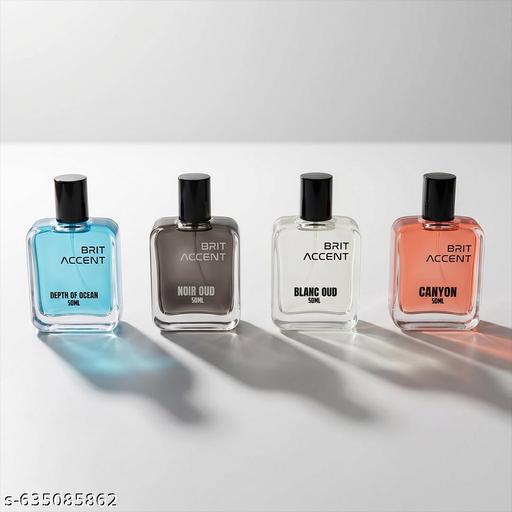 BRIT
ACCENT
DEPTH OF OCEAN
50ML
BRIT
ACCENT
NOIR OUD
50ML
BRIT
ACCENT
BLANC OUD
50ML
BRIT
ACCENT
CANYON
50ML
s-635085862